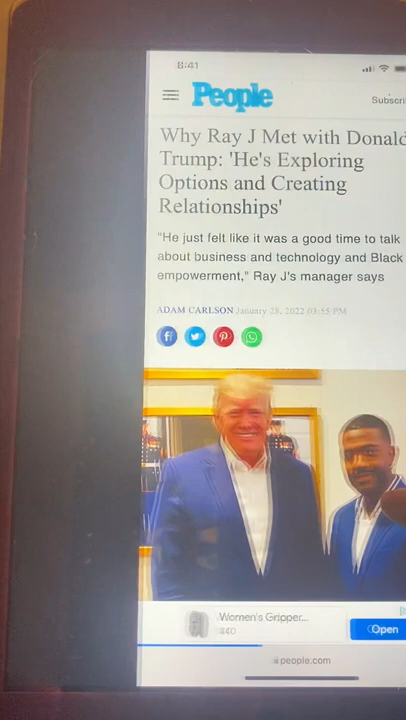 8:41
People
Subscri
Why Ray J Met with Donald
Trump: 'He's Exploring
Options and Creating
Relationships'
"He just felt like it was a good time to talk
about business and technology and Black
empowerment," Ray J's manager says
ADAM CARLSON January 28, 2022 03:55 PM
Women's Gripper...
$40
Open
people.com